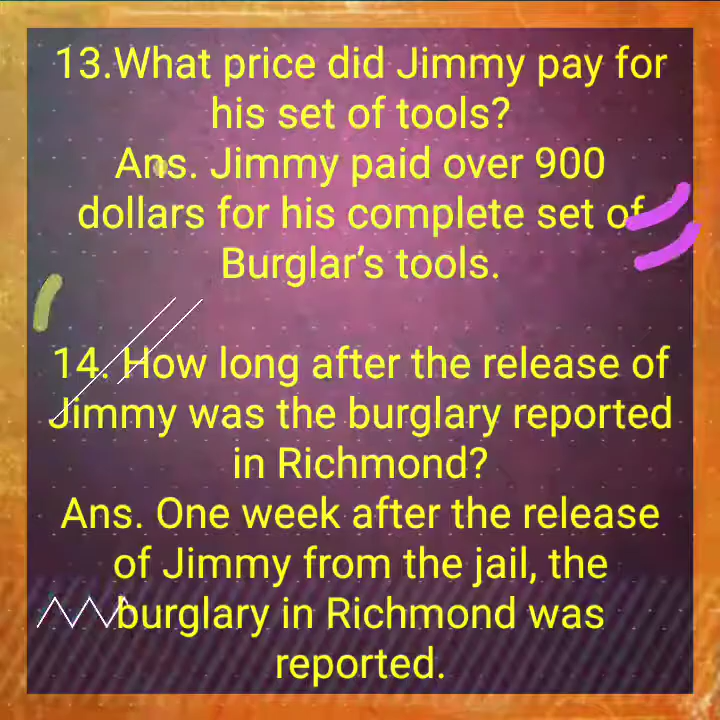 13.What price did Jimmy pay for
his set of tools?
Ans. Jimmy paid over 900
dollars for his complete set of
Burglar's tools.
14. How long after the release of
Jimmy was the burglary reported
in Richmond?
Ans. One week after the release
of Jimmy from the jail, the
burglary in Richmond was
reported.